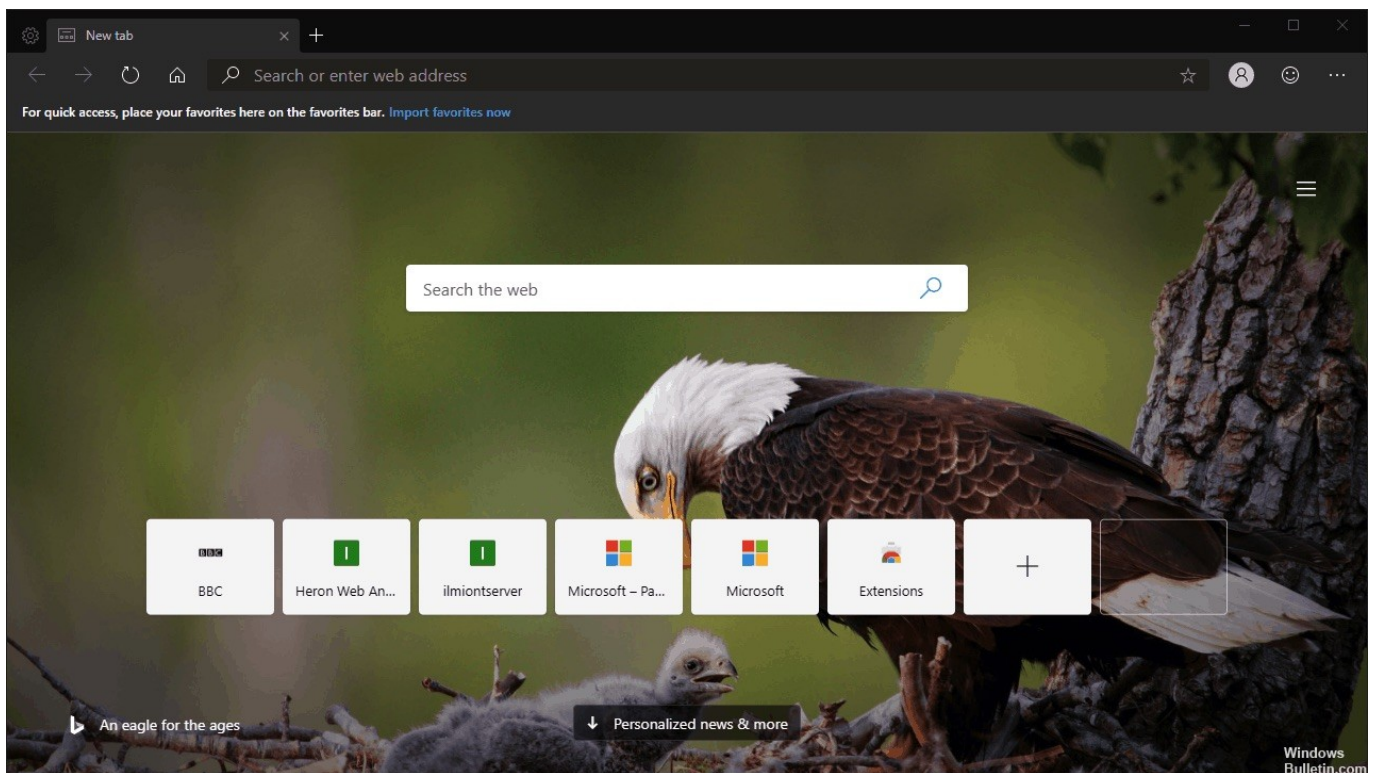 New tab
Search or enter web address
For quick access, place your favorites here on the favorites bar. Import favorites now
Search the web
BBC
BBC
Heron Web An...
ilmiontserver
Microsoft – Pa...
Microsoft
Extensions
An eagle for the ages
Personalized news & more
Windows
Bulletin.com